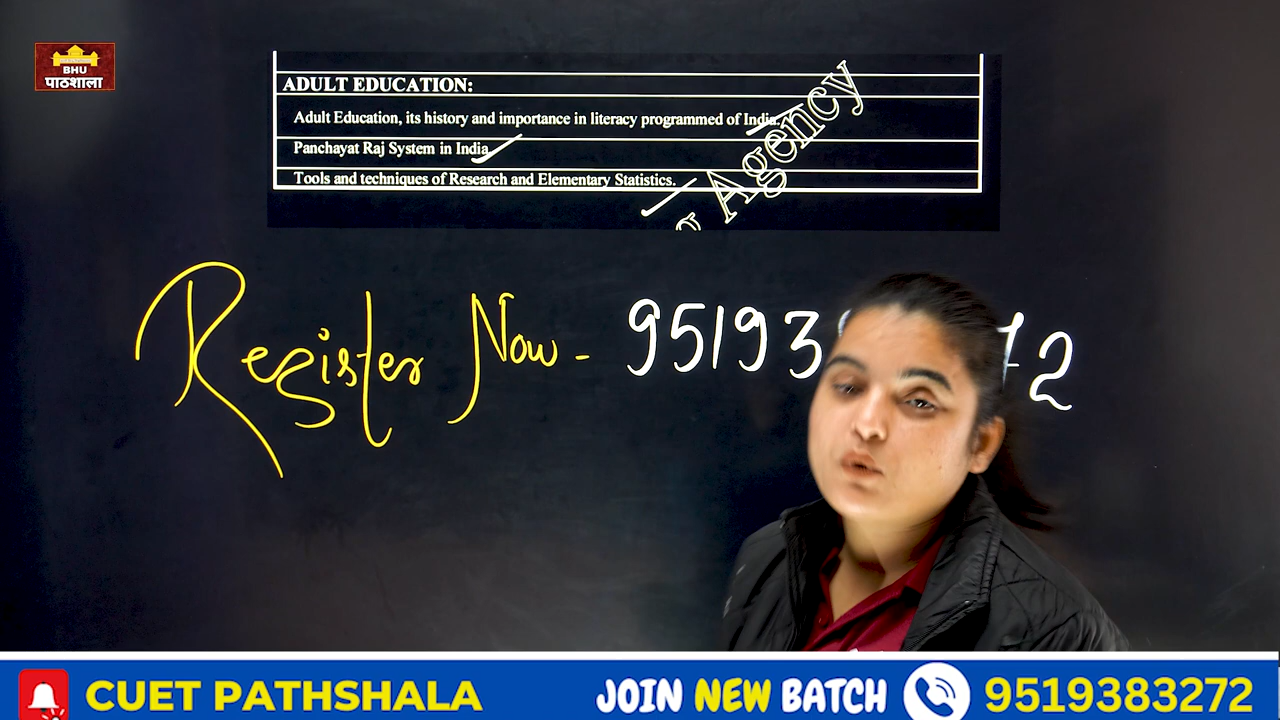 BHU
पाठशाला
ADULT EDUCATION:
Adult Education, its history and importance in literacy programmed of India.
Panchayat Raj System in India
Tools and techniques of Research and Elementary Statistics.
Agency
Register Now - 95193 72
CUET PATHSHALA
JOIN NEW BATCH
9519383272